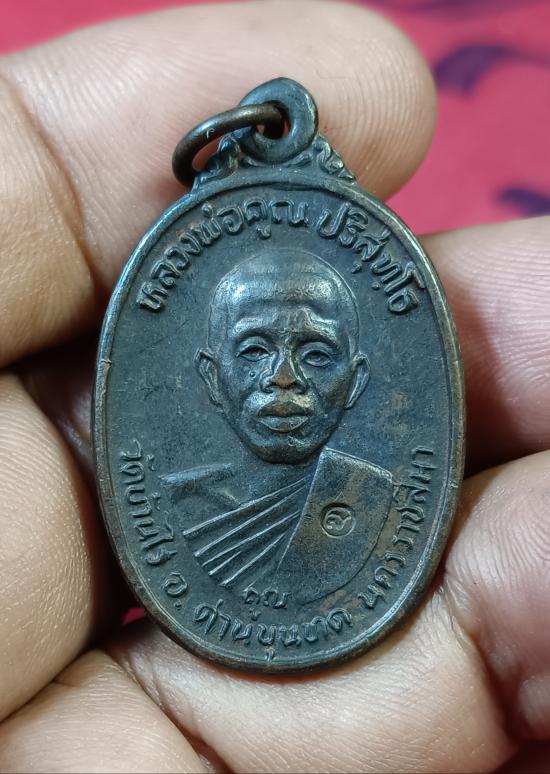 หลวงพ่อคูณ ปริสุทฺโธ
คูณ
วัดบ้านไร่ อ. ด่านขุนทด นครราชสีมา